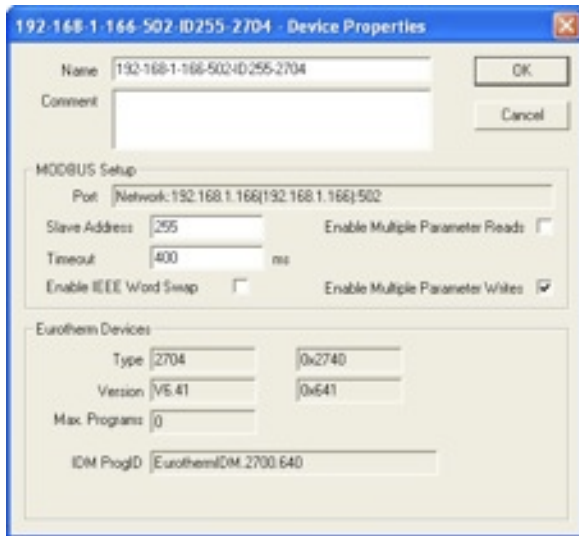 192-168-1-166-502-ID255-2704 - Device Properties
Name 192-168-1-166-502-ID255-2704 OK
Comment Cancel
MODBUS Setup
Port Network:192.168.1.166(192.168.1.166):502
Slave Address 255 Enable Multiple Parameter Reads
Timeout 400 ms
Enable IEEE Word Swap Enable Multiple Parameter Writes
Eurotherm Devices
Type 2704 0x2740
Version V6.41 0x641
Max. Programs 0
IDM ProgID EurothermIDM.2700.640